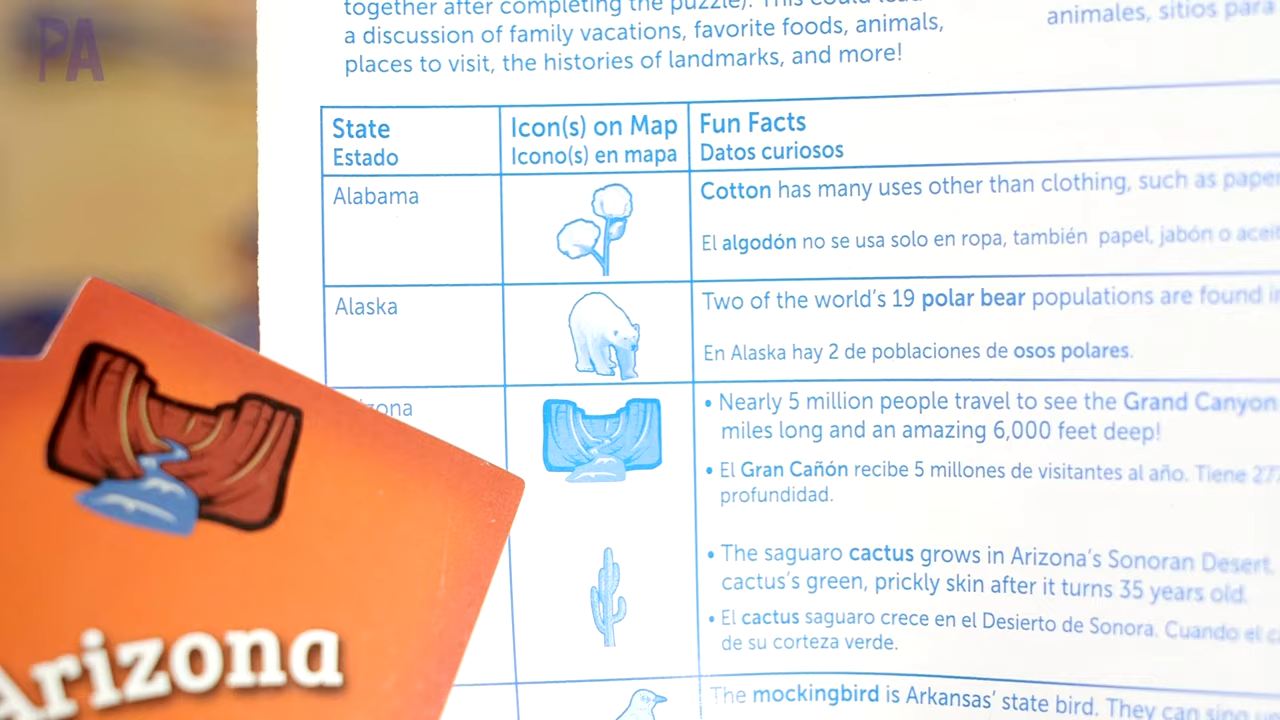 PA
together after completing the puzzle). This could lead
a discussion of family vacations, favorite foods, animals,
places to visit, the histories of landmarks, and more!
animales, sitios para
State
Estado
Icon(s) on Map
Icono(s) en mapa
Fun Facts
Datos curiosos
Alabama
Cotton has many uses other than clothing, such as paper
El algodón no se usa solo en ropa, también papel, jabón o aceit
Alaska
Two of the world's 19 polar bear populations are found in
En Alaska hay 2 de poblaciones de osos polares.
izona
• Nearly 5 million people travel to see the Grand Canyon
miles long and an amazing 6,000 feet deep!
• El Gran Cañón recibe 5 millones de visitantes al año. Tiene 277
profundidad.
• The saguaro cactus grows in Arizona's Sonoran Desert.
cactus's green, prickly skin after it turns 35 years old.
• El cactus saguaro crece en el Desierto de Sonora. Cuando el c
de su corteza verde.
The mockingbird is Arkansas' state bird. They can sing
Arizona